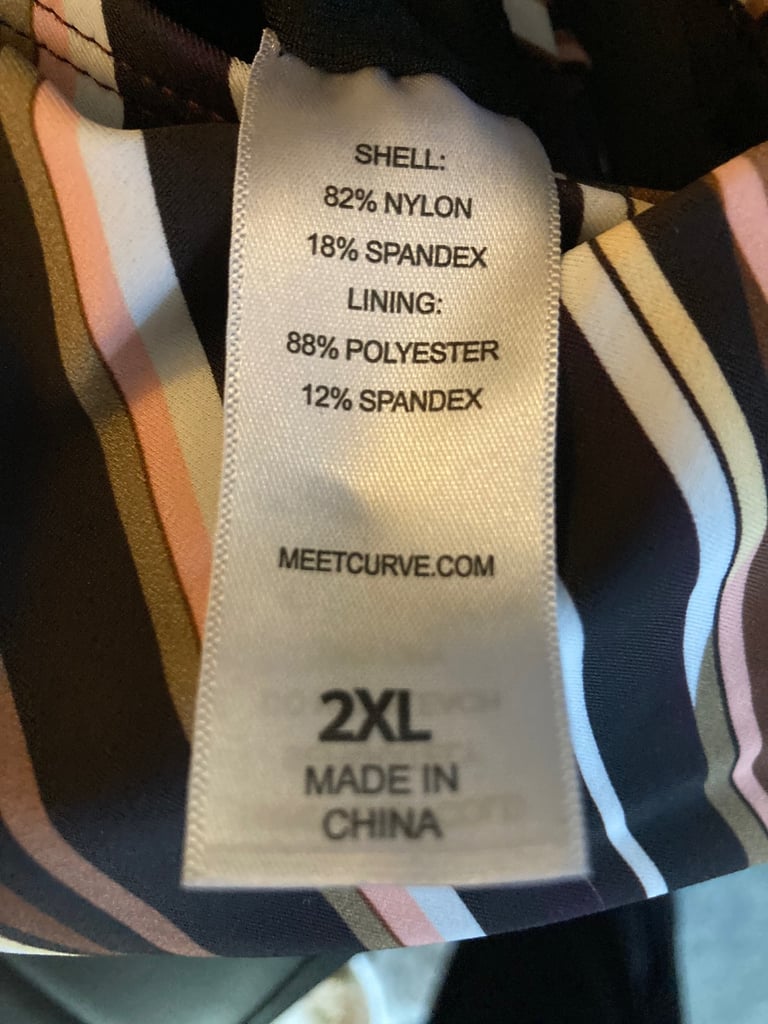 SHELL:
82% NYLON
18% SPANDEX
LINING:
88% POLYESTER
12% SPANDEX
MEETCURVE.COM
2XL
MADE IN
CHINA